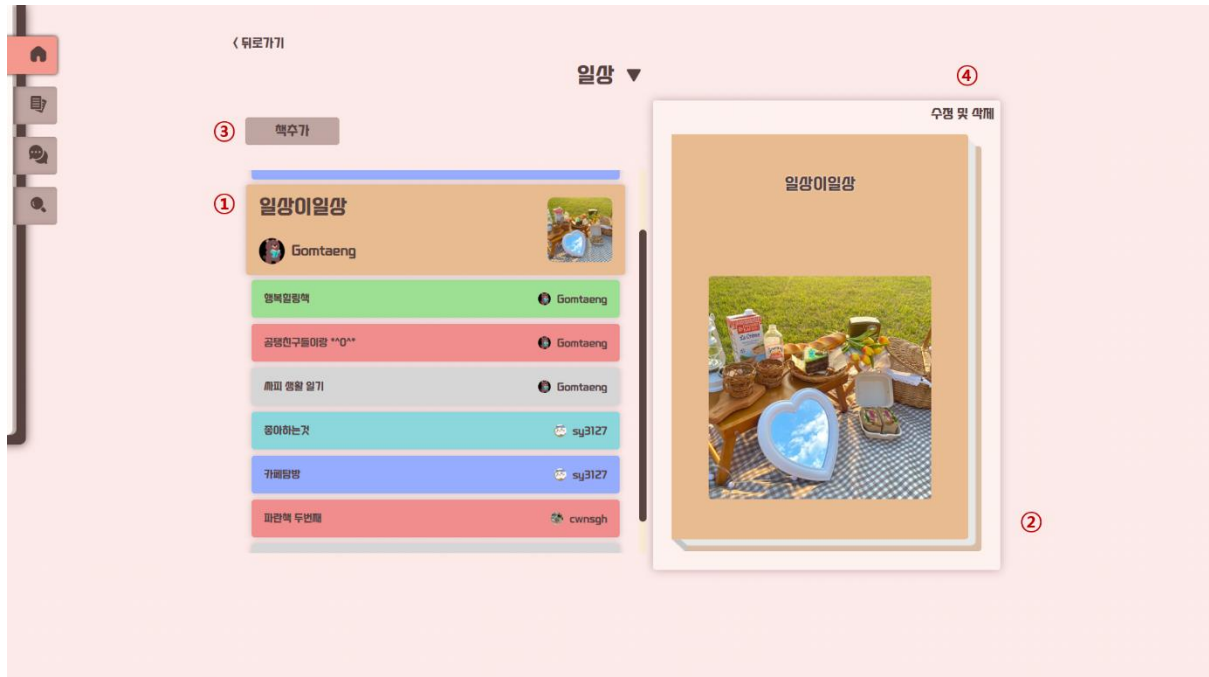 〈 뒤로가기
일상 ▼
④
수정 및 삭제
③ 책추가
① 일상이일상
Gomtaeng
행복일링책 Gomtaeng
곰탱친구들이랑 *^0^* Gomtaeng
싸피 생활 일기 Gomtaeng
좋아하는것 sy3127
카페탐방 sy3127
파란책 두번째 cwnsgh
일상이일상
②